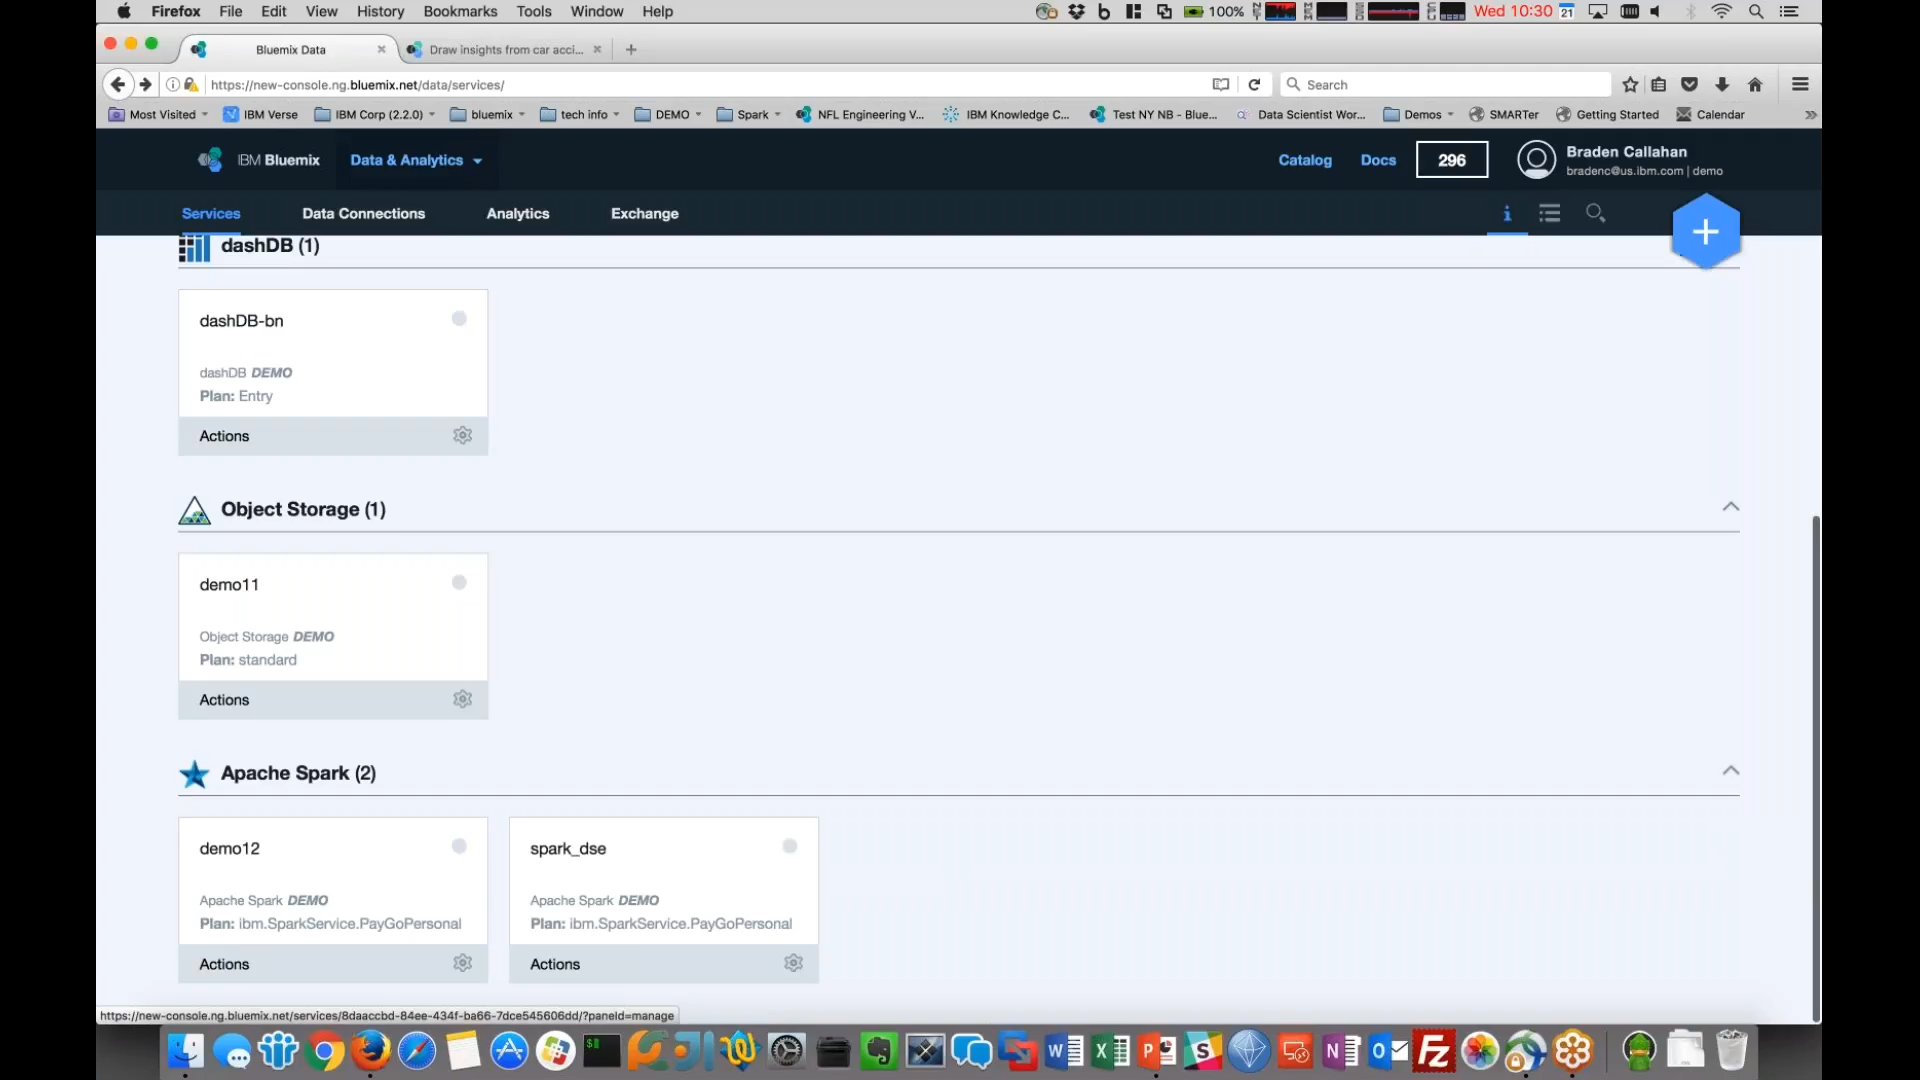 Firefox File Edit View History Bookmarks Tools Window Help 100% Wed 10:30 21
Bluemix Data
Draw insights from car acci...
https://new-console.ng.bluemix.net/data/services/
Search
Most Visited IBM Verse IBM Corp (2.2.0) bluemix tech info DEMO Spark NFL Engineering V... IBM Knowledge C... Test NY NB - Blue... Data Scientist Wor... Demos SMARTer Getting Started Calendar
IBM Bluemix Data & Analytics Catalog Docs 296 Braden Callahan
bradenc@us.ibm.com | demo
Services Data Connections Analytics Exchange
dashDB (1)
dashDB-bn
dashDB DEMO
Plan: Entry
Actions
Object Storage (1)
demo11
Object Storage DEMO
Plan: standard
Actions
Apache Spark (2)
demo12
Apache Spark DEMO
Plan: ibm.SparkService.PayGoPersonal
Actions
spark_dse
Apache Spark DEMO
Plan: ibm.SparkService.PayGoPersonal
Actions
https://new-console.ng.bluemix.net/services/8daaccbd-84ee-434f-ba66-7dce545606dd/?paneId=manage